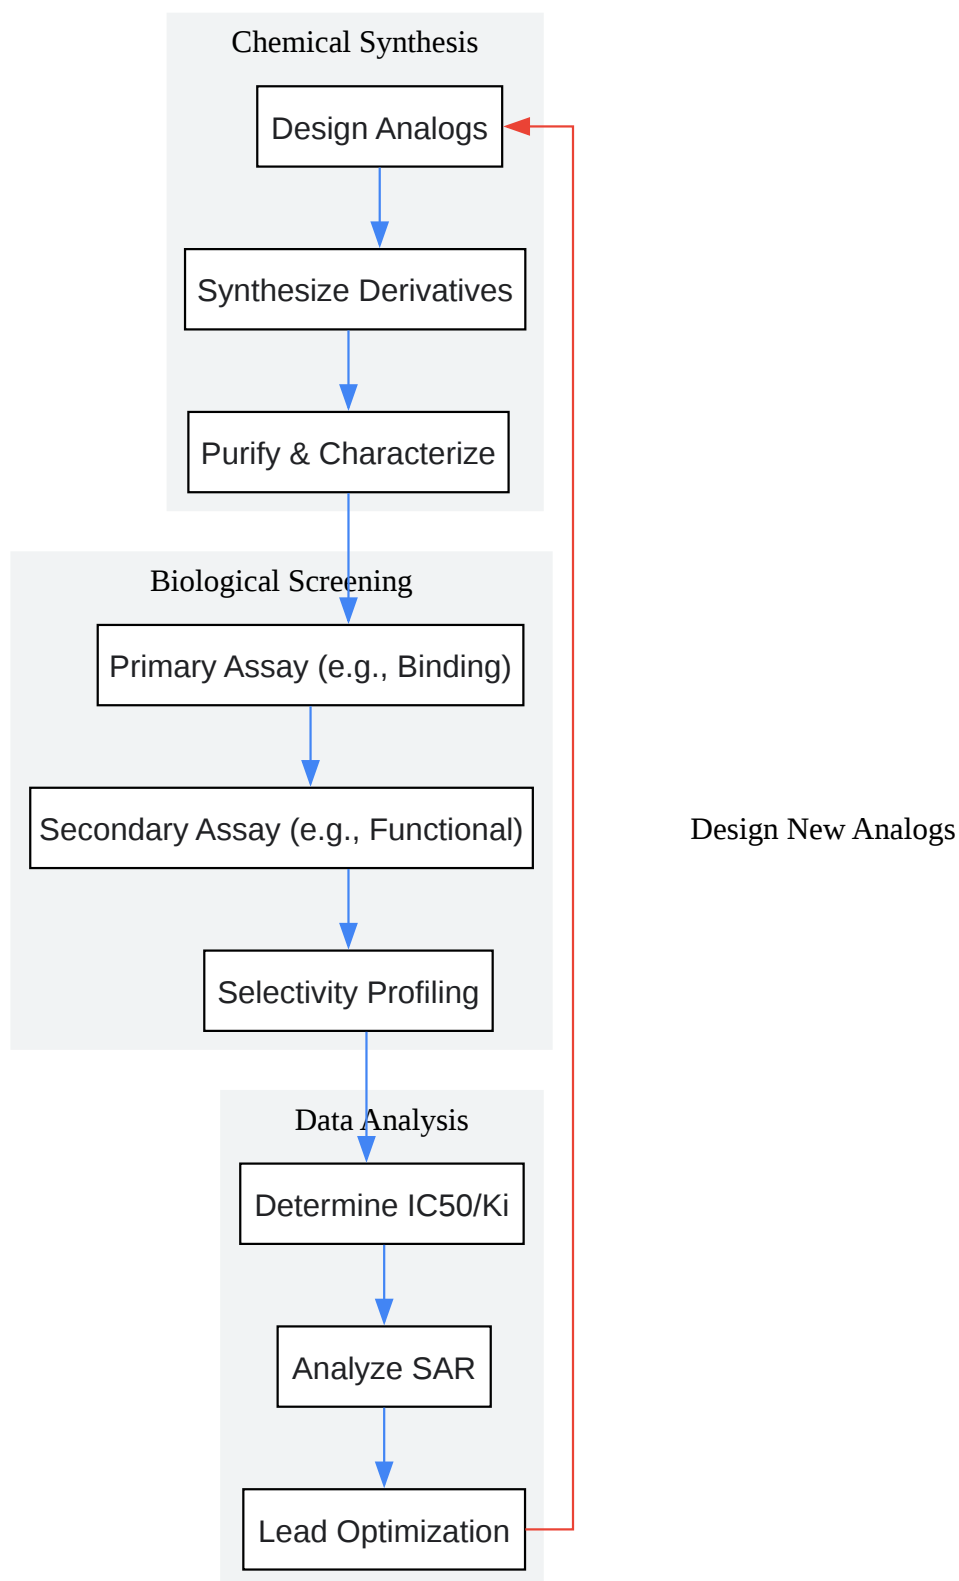 Chemical Synthesis
Design Analogs
Synthesize Derivatives
Purify & Characterize
Biological Screening
Primary Assay (e.g., Binding)
Secondary Assay (e.g., Functional)
Design New Analogs
Selectivity Profiling
Data Analysis
Determine IC50/Ki
Analyze SAR
Lead Optimization